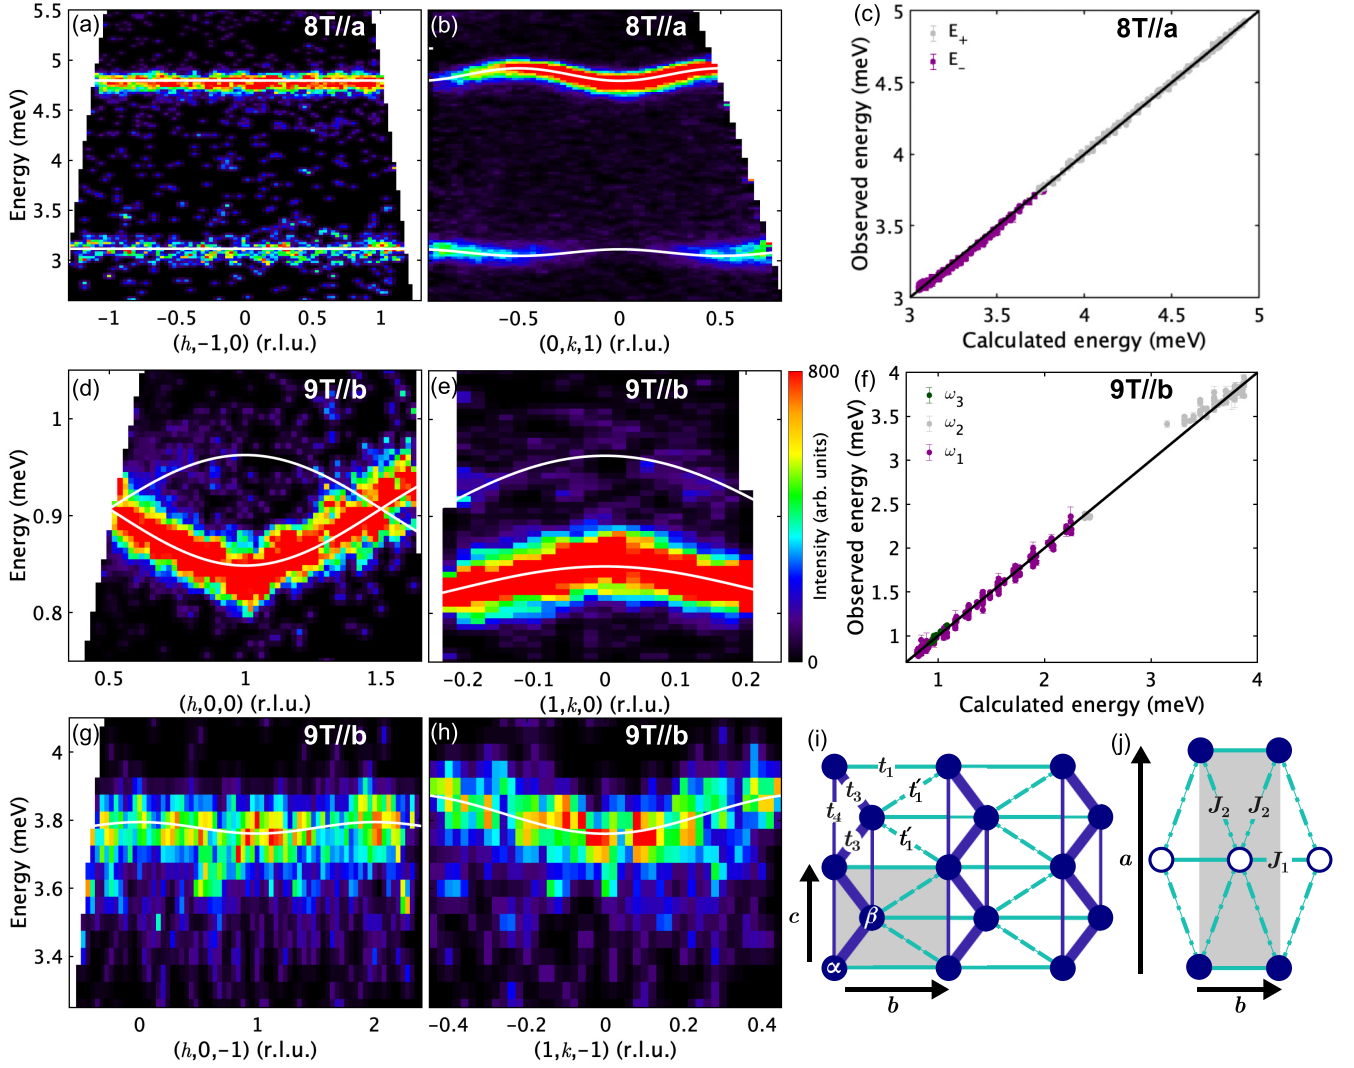 (a) 8T//a
5.5
5
4.5
4
3.5
3
Energy (meV)
−1 −0.5 0 0.5 1
(h,−1,0) (r.l.u.)
(b) 8T//a
−0.5 0 0.5
(0,k,1) (r.l.u.)
(c) 8T//a
E+
E−
5
4
3
Observed energy (meV)
3 3.5 4 4.5 5
Calculated energy (meV)
(d) 9T//b
1
0.9
0.8
Energy (meV)
0.5 1 1.5
(h,0,0) (r.l.u.)
(e) 9T//b
−0.2 −0.1 0 0.1 0.2
(1,k,0) (r.l.u.)
800
Intensity (arb. units)
0
(f) 9T//b
ω3
ω2
ω1
4
3.5
3
2.5
2
1.5
1
Observed energy (meV)
1 2 3 4
Calculated energy (meV)
(g) 9T//b
4
3.8
3.6
3.4
Energy (meV)
0 1 2
(h,0,−1) (r.l.u.)
(h) 9T//b
−0.4 −0.2 0 0.2 0.4
(1,k,−1) (r.l.u.)
(i)
t1
t3 t′1
t4
t3 t′1
c
β
α
b
(j)
J2 J2
a J1
b